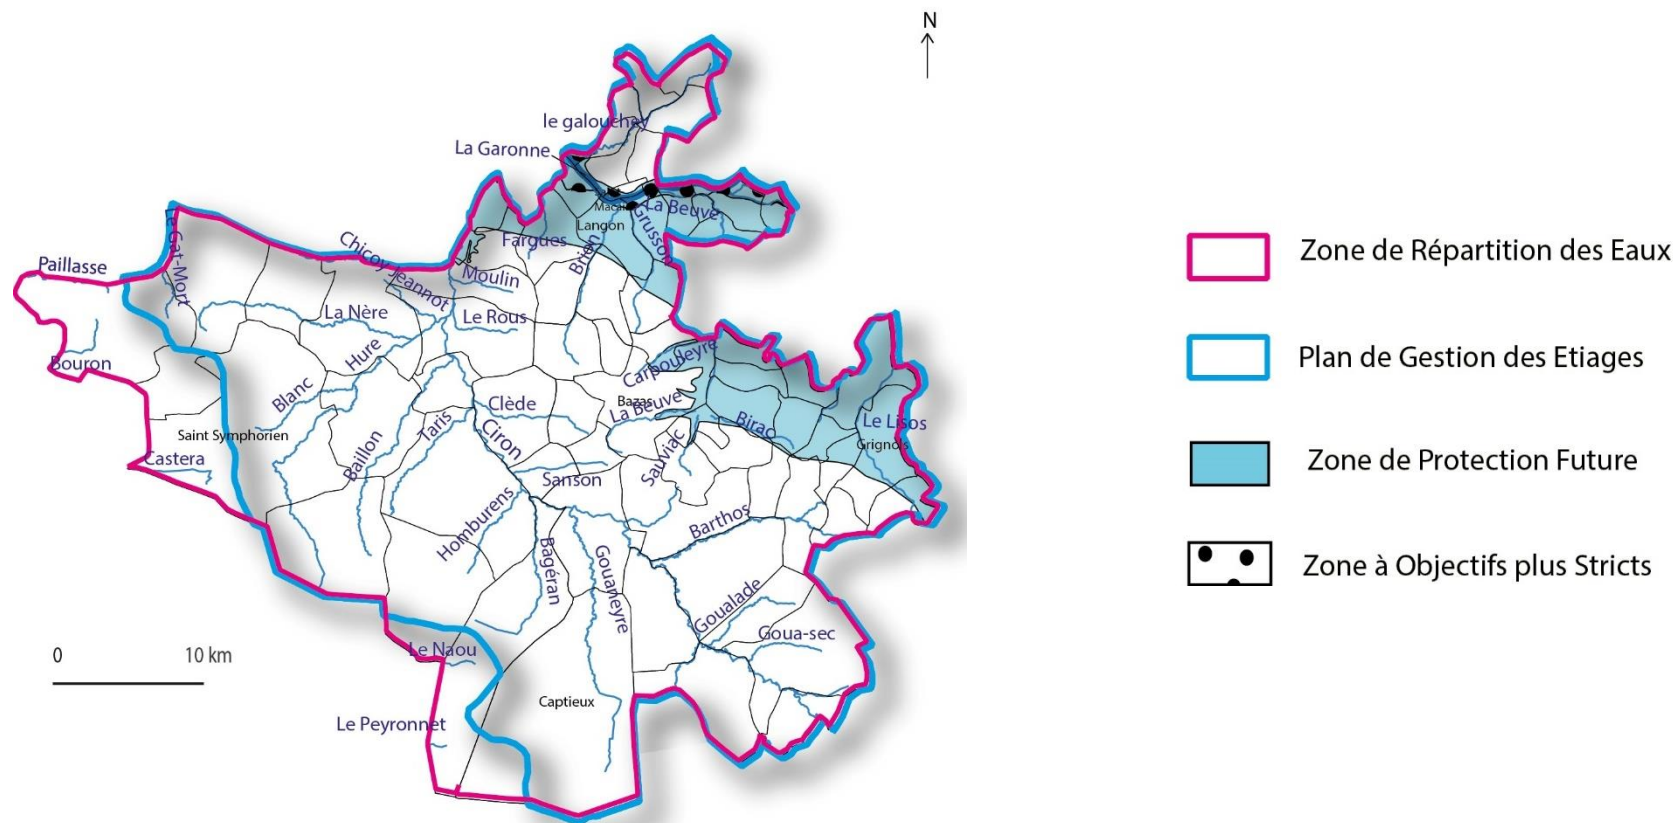 N
le galouchey
La Garonne
La Beuve
Langon
Grusson
Fargues
Brion
Le Gat-Mort
Chicoy Jeannot
Moulin
Paillasse
La Nère
Le Rous
Bouron
Hure
Carpouleyre
Blanc
Clède
Bazas
La Beuve
Birac
Le Lisos
Grignols
Saint Symphorien
Taris
Ciron
Baillon
Sauviac
Castera
Sanson
Homburens
Barthos
Bagéran
Gouaneyre
Goualade
Goua-sec
Le Naou
0 10 km
Captieux
Le Peyronnet
Zone de Répartition des Eaux
Plan de Gestion des Etiages
Zone de Protection Future
Zone à Objectifs plus Stricts